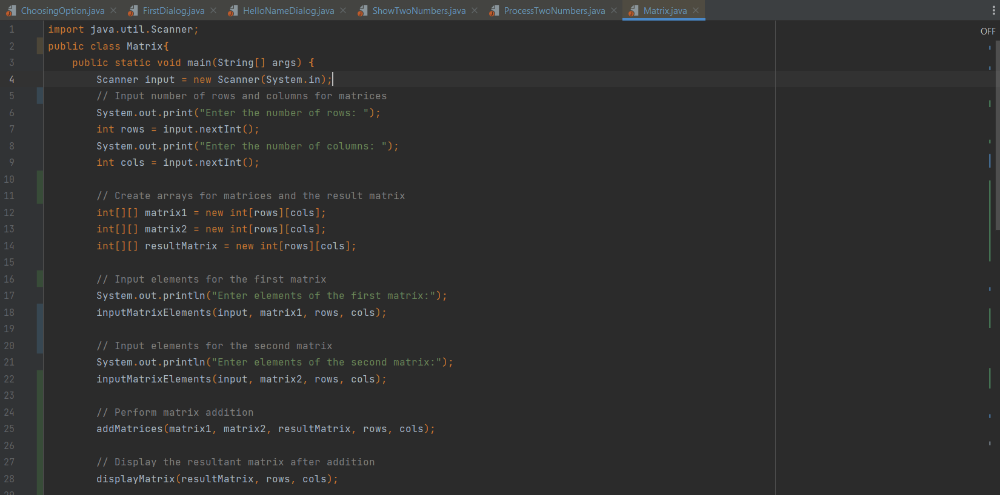 ChoosingOption.java FirstDialog.java HelloNameDialog.java ShowTwoNumbers.java ProcessTwoNumbers.java Matrix.java
OFF
1 import java.util.Scanner;
2 public class Matrix{
3     public static void main(String[] args) {
4         Scanner input = new Scanner(System.in);
5         // Input number of rows and columns for matrices
6         System.out.print("Enter the number of rows: ");
7         int rows = input.nextInt();
8         System.out.print("Enter the number of columns: ");
9         int cols = input.nextInt();
10
11         // Create arrays for matrices and the result matrix
12         int[][] matrix1 = new int[rows][cols];
13         int[][] matrix2 = new int[rows][cols];
14         int[][] resultMatrix = new int[rows][cols];
15
16         // Input elements for the first matrix
17         System.out.println("Enter elements of the first matrix:");
18         inputMatrixElements(input, matrix1, rows, cols);
19
20         // Input elements for the second matrix
21         System.out.println("Enter elements of the second matrix:");
22         inputMatrixElements(input, matrix2, rows, cols);
23
24         // Perform matrix addition
25         addMatrices(matrix1, matrix2, resultMatrix, rows, cols);
26
27         // Display the resultant matrix after addition
28         displayMatrix(resultMatrix, rows, cols);